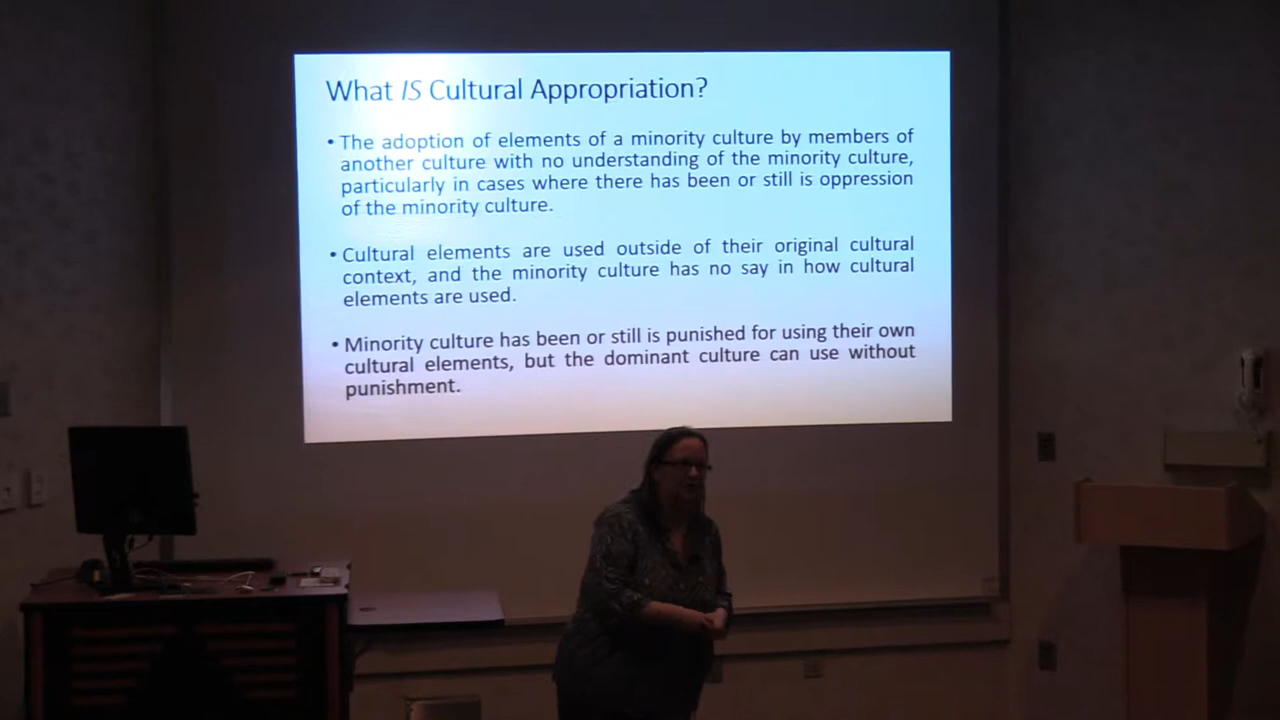 What IS Cultural Appropriation?
• The adoption of elements of a minority culture by members of
another culture with no understanding of the minority culture,
particularly in cases where there has been or still is oppression
of the minority culture.
• Cultural elements are used outside of their original cultural
context, and the minority culture has no say in how cultural
elements are used.
• Minority culture has been or still is punished for using their own
cultural elements, but the dominant culture can use without
punishment.